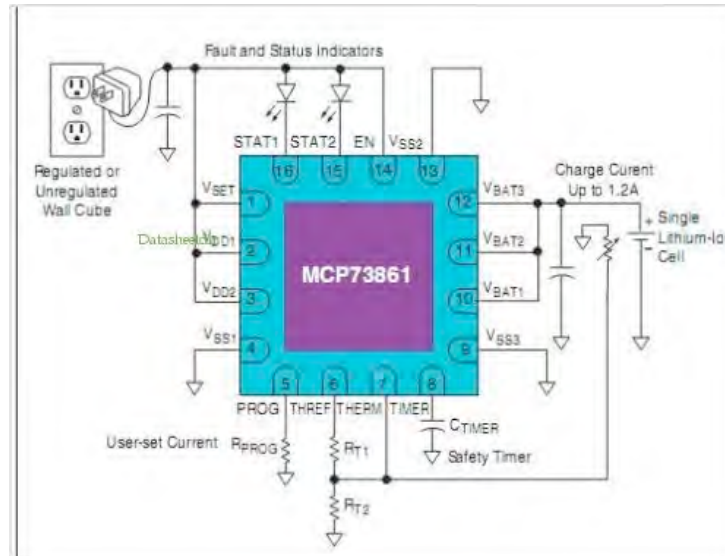 Fault and Status Indicators
STAT1 STAT2 EN VSS2
16 15 14 13
Regulated or
Unregulated
Wall Cube
Charge Curent
Up to 1.2A
VSET 1
12 VBAT3
+ Single
Lithium-Io
Cell
-
2
11 VBAT2
MCP73861
VDD2 3
10 VBAT1
VSS1 4
9 VSS3
5 6 7 8
PROG THREF THERM TIMER
CTIMER
User-set Current RPROG
RT1
Safety Timer
RT2